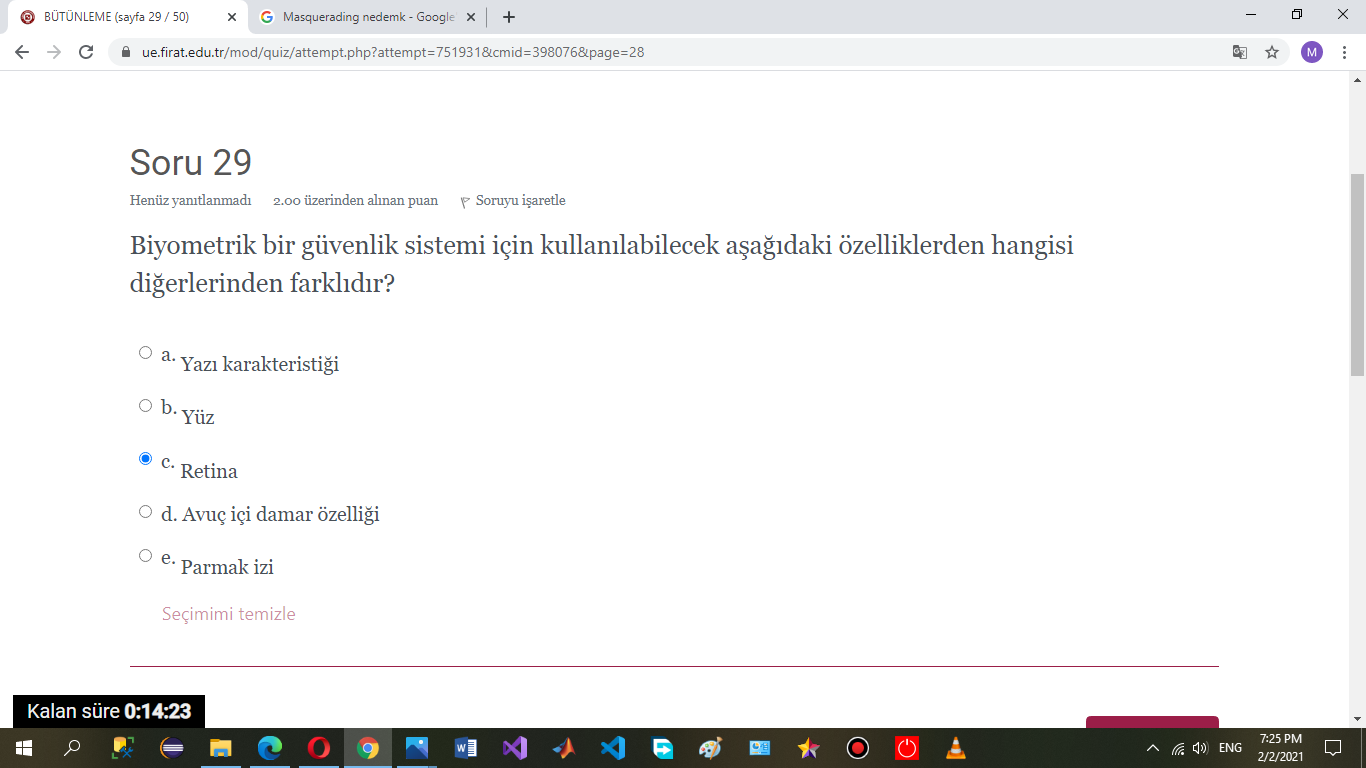 BÜTÜNLEME (sayfa 29 / 50)
Masquerading nedemk - Google
ue.firat.edu.tr/mod/quiz/attempt.php?attempt=751931&cmid=398076&page=28
M
Soru 29
Henüz yanıtlanmadı 2.00 üzerinden alınan puan Soruyu işaretle
Biyometrik bir güvenlik sistemi için kullanılabilecek aşağıdaki özelliklerden hangisi
diğerlerinden farklıdır?
a. Yazı karakteristiği
b. Yüz
c. Retina
d. Avuç içi damar özelliği
e. Parmak izi
Seçimimi temizle
Kalan süre 0:14:23
ENG
7:25 PM
2/2/2021